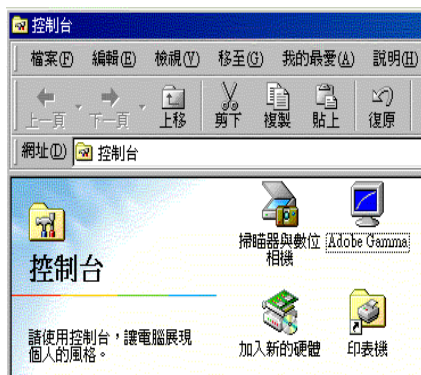 控制台
檔案(F) 編輯(E) 檢視(V) 移至(G) 我的最愛(A) 說明(H)
上一頁 下一頁 上移 剪下 複製 貼上 復原
網址(D) 控制台
控制台
請使用控制台，讓電腦展現
個人的風格。
掃瞄器與數位
相機
Adobe Gamma
加入新的硬體
印表機